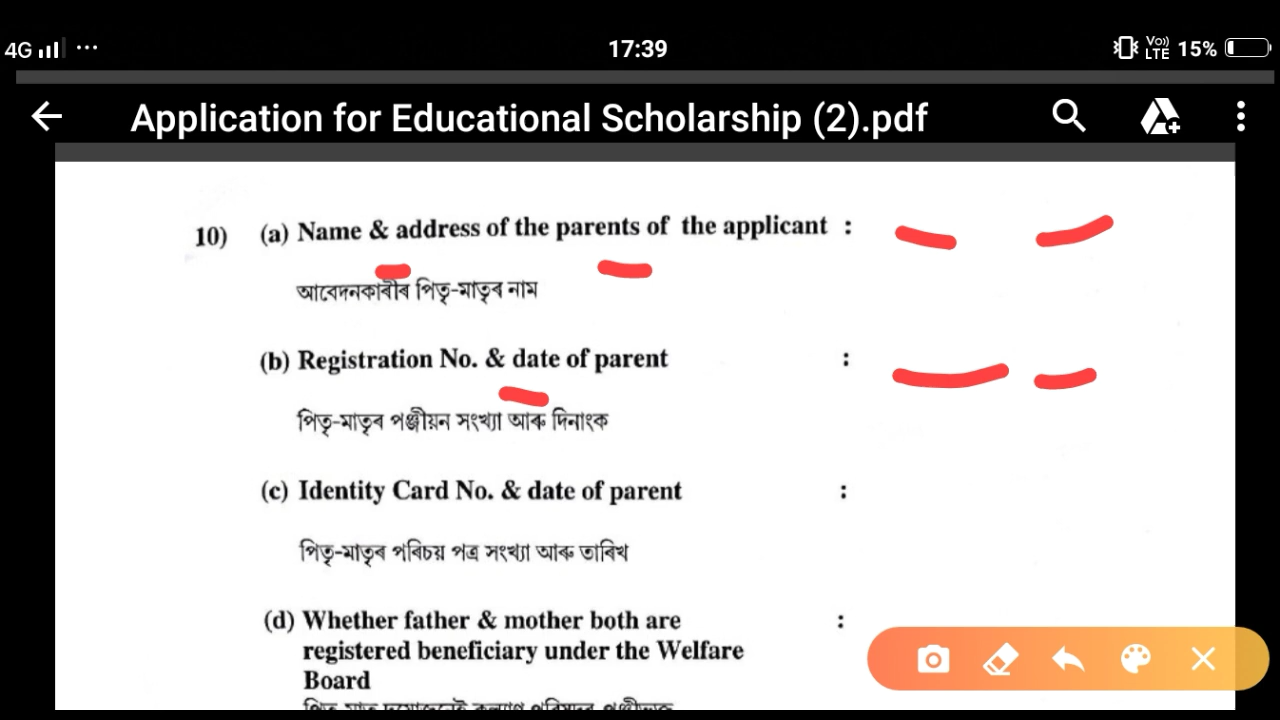 4G ... 17:39 Vo)) LTE 15%
Application for Educational Scholarship (2).pdf
10) (a) Name & address of the parents of the applicant :
আবেদনকাৰীৰ পিতৃ-মাতৃৰ নাম
(b) Registration No. & date of parent :
পিতৃ-মাতৃৰ পঞ্জীয়ন সংখ্যা আৰু দিনাংক
(c) Identity Card No. & date of parent :
পিতৃ-মাতৃৰ পৰিচয় পত্ৰ সংখ্যা আৰু তাৰিখ
(d) Whether father & mother both are :
registered beneficiary under the Welfare
Board